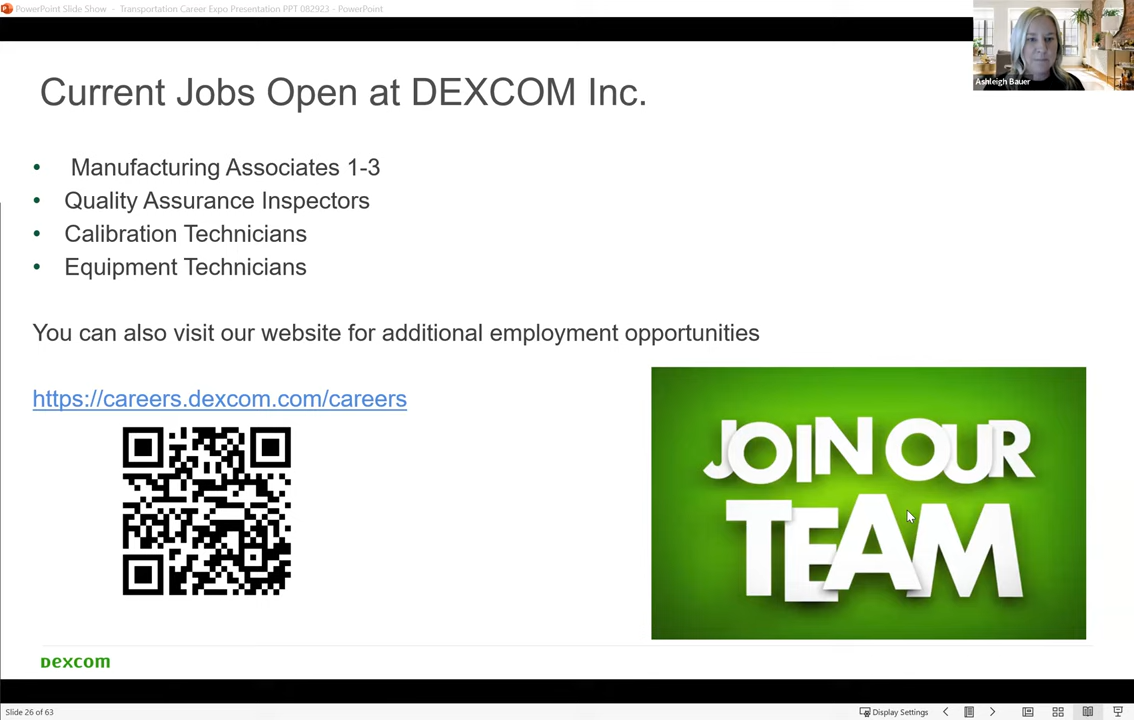 PowerPoint Slide Show - Transportation Career Expo Presentation PPT 082923 - PowerPoint
Ashleigh Bauer
Current Jobs Open at DEXCOM Inc.
• Manufacturing Associates 1-3
• Quality Assurance Inspectors
• Calibration Technicians
• Equipment Technicians
You can also visit our website for additional employment opportunities
https://careers.dexcom.com/careers
JOIN OUR
TEAM
Dexcom
Slide 26 of 63
Display Settings